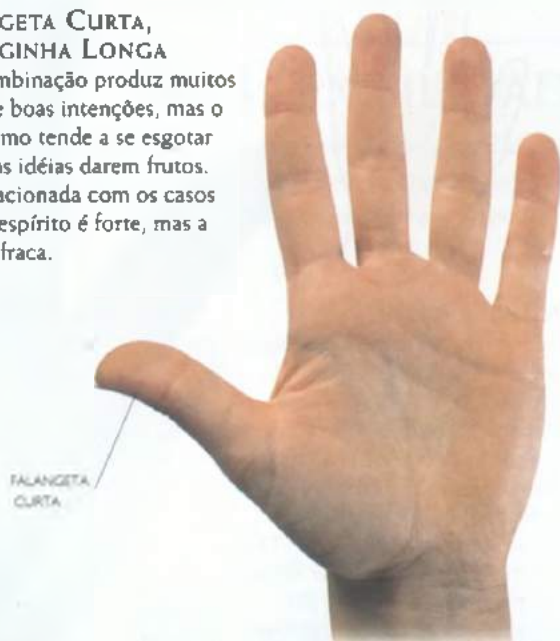 GETA CURTA,
GINHA LONGA
mbinação produz muitos
e boas intenções, mas o
mo tende a se esgotar
as idéias darem frutos.
acionada com os casos
espírito é forte, mas a
fraca.
FALANGETA
CURTA